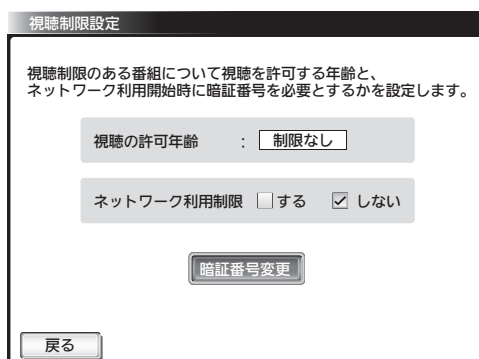 視聴制限設定
視聴制限のある番組について視聴を許可する年齢と、
ネットワーク利用開始時に暗証番号を必要とするかを設定します。
視聴の許可年齢 : 制限なし
ネットワーク利用制限 する しない
暗証番号変更
戻る